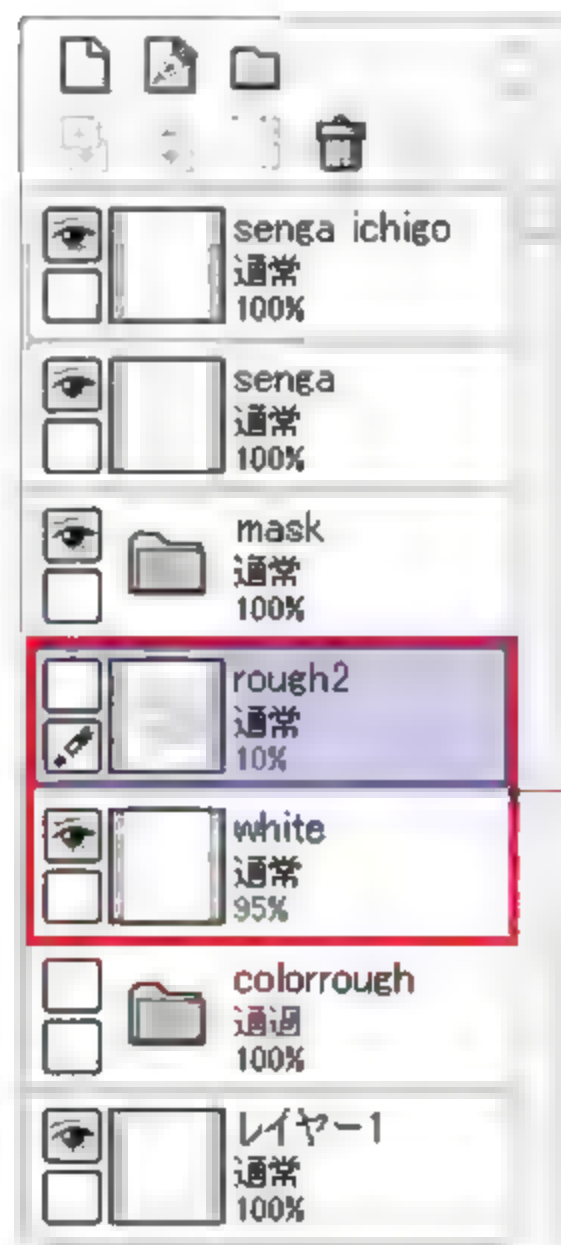 senga ichigo
通常
100%
senga
通常
100%
mask
通常
100%
rough2
通常
10%
white
通常
95%
colorrough
通過
100%
レイヤー1
通常
100%